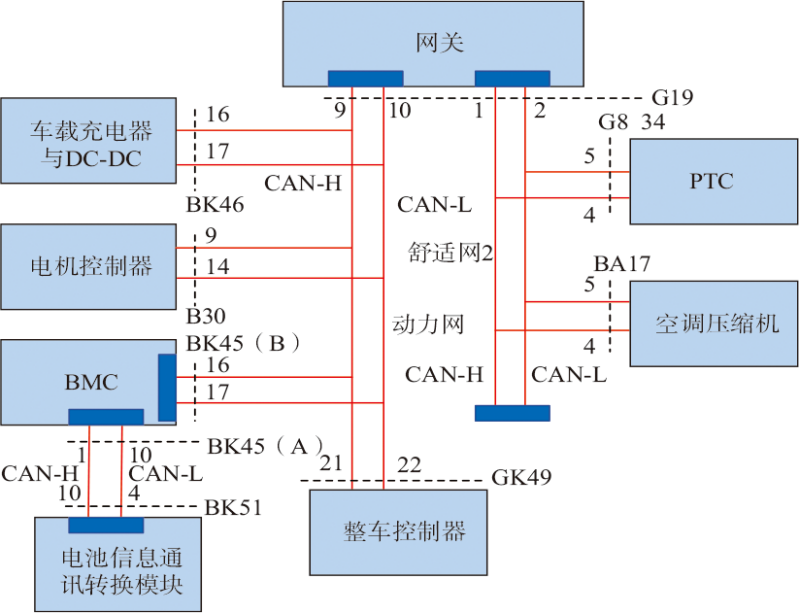 网关
9
10
1
2
G19
车载充电器
与DC-DC
16
17
BK46
CAN-H
CAN-L
G8 34
5
4
PTC
电机控制器
9
14
B30
舒适网2
动力网
BA17
5
4
空调压缩机
BK45（B）
BMC
16
17
CAN-H
CAN-L
1
10
BK45（A）
CAN-H
CAN-L
10
4
BK51
21
22
GK49
整车控制器
电池信息通
讯转换模块